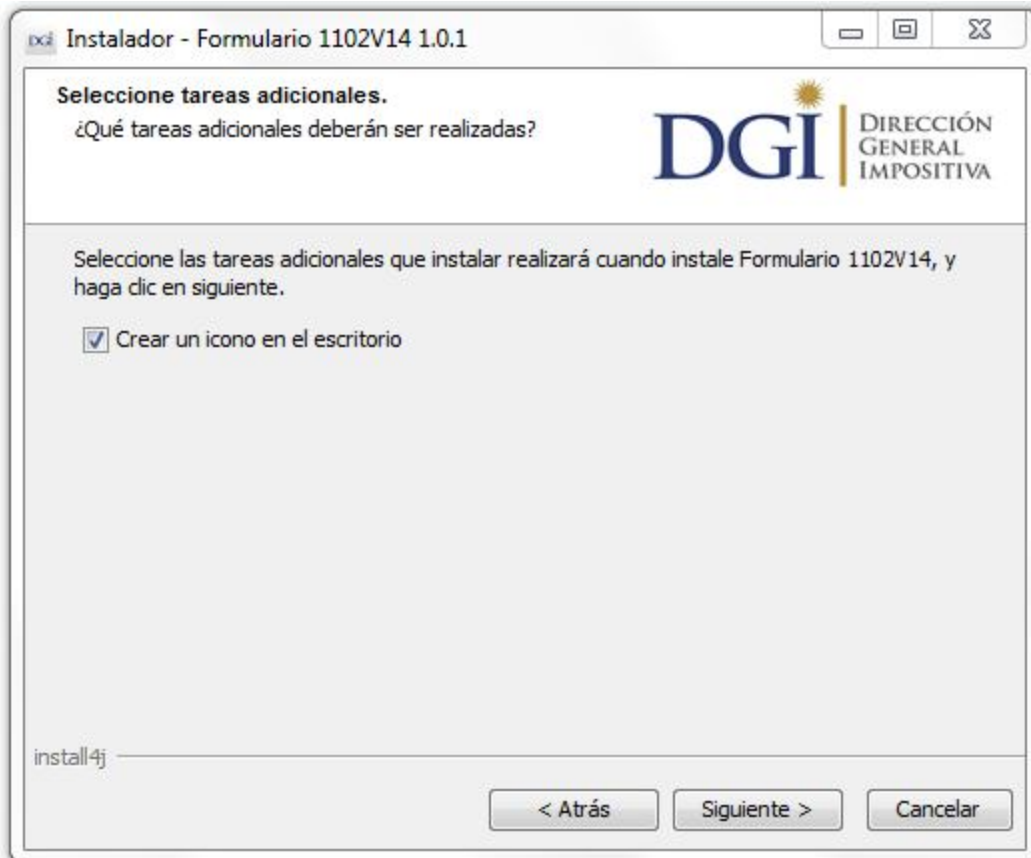 DGI Instalador - Formulario 1102V14 1.0.1
Seleccione tareas adicionales.
¿Qué tareas adicionales deberán ser realizadas?
DGI
DIRECCIÓN
GENERAL
IMPOSITIVA
Seleccione las tareas adicionales que instalar realizará cuando instale Formulario 1102V14, y
haga clic en siguiente.
Crear un icono en el escritorio
install4j
< Atrás
Siguiente >
Cancelar